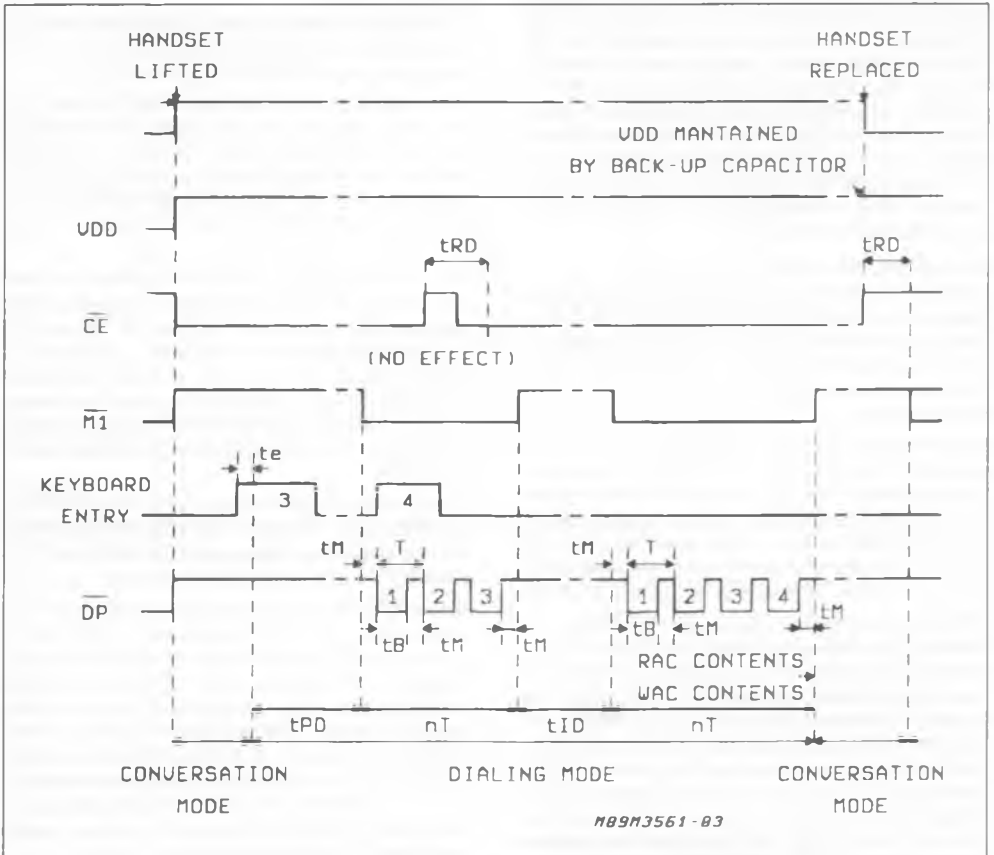 HANDSET
LIFTED
HANDSET
REPLACED
VDD MANTAINED
BY BACK-UP CAPACITOR
VDD
tRD
tRD
CE
(NO EFFECT)
M1
te
KEYBOARD
ENTRY
3
4
tM
T
tM
T
DP
1
2
3
1
2
3
4
tB
tM
tM
tB
tM
tM
RAC CONTENTS
WAC CONTENTS
tPD
nT
tID
nT
CONVERSATION
MODE
DIALING MODE
CONVERSATION
MODE
M89M3561-03